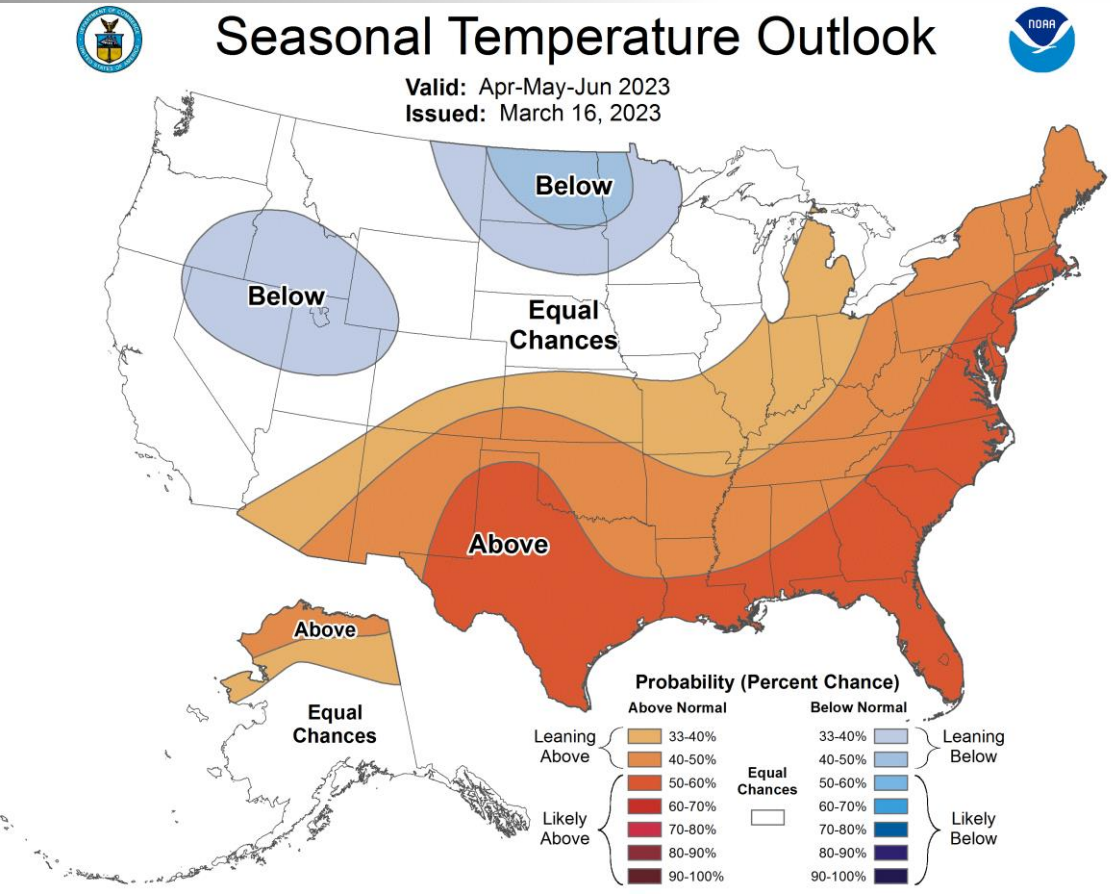 Seasonal Temperature Outlook
NOAA
Valid: Apr-May-Jun 2023
Issued: March 16, 2023
Below
Below
Equal
Chances
Above
Above
Equal
Chances
Probability (Percent Chance)
Above Normal
Below Normal
Leaning
Above
33-40%
40-50%
Likely
Above
50-60%
60-70%
70-80%
80-90%
90-100%
Equal
Chances
33-40%
40-50%
Leaning
Below
50-60%
60-70%
70-80%
80-90%
90-100%
Likely
Below